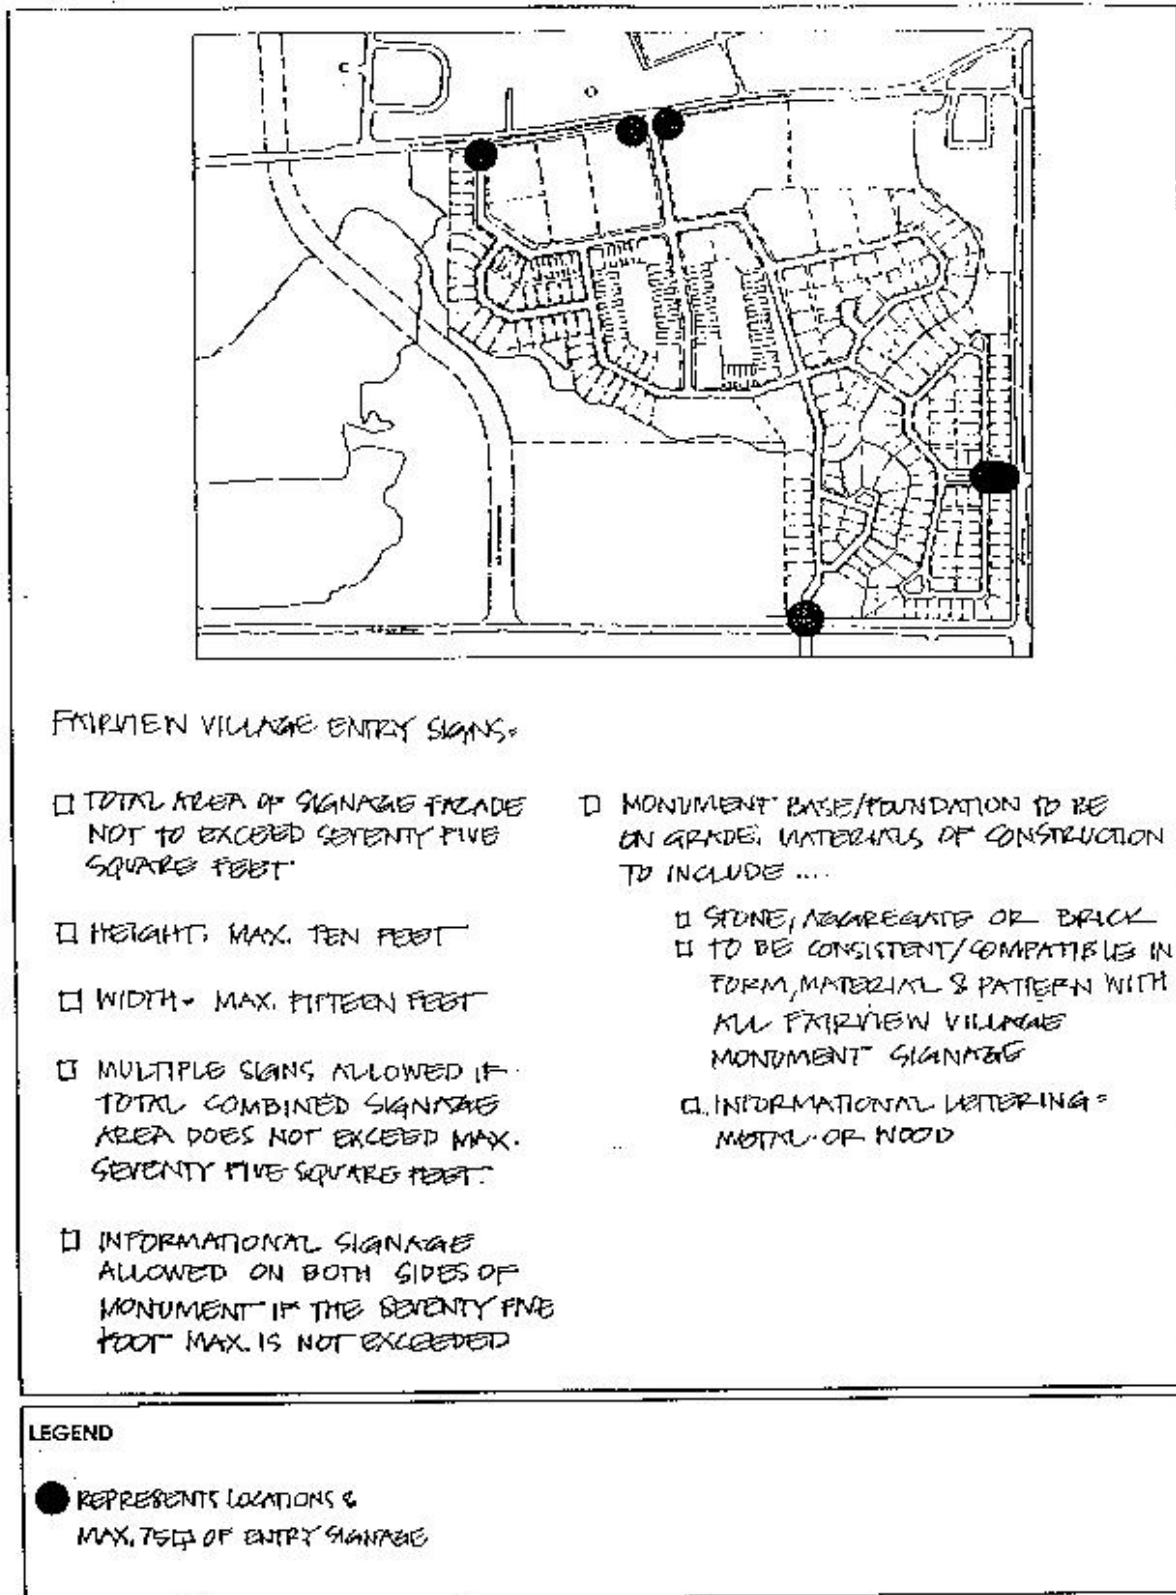 C
FAIRVIEW VILLAGE ENTRY SIGNS:
□ TOTAL AREA OF SIGNAGE FACADE
NOT TO EXCEED SEVENTY FIVE
SQUARE FEET.
□ HEIGHT: MAX. TEN FEET
□ WIDTH: MAX. FIFTEEN FEET
□ MULTIPLE SIGNS ALLOWED IF
TOTAL COMBINED SIGNAGE
AREA DOES NOT EXCEED MAX.
SEVENTY FIVE SQUARE FEET.
□ INFORMATIONAL SIGNAGE
ALLOWED ON BOTH SIDES OF
MONUMENT IF THE SEVENTY FIVE
FOOT MAX. IS NOT EXCEEDED
□ MONUMENT BASE/FOUNDATION TO BE
ON GRADE. MATERIALS OF CONSTRUCTION
TO INCLUDE ....
□ STONE, AGGREGATE OR BRICK
□ TO BE CONSISTENT/COMPATIBLE IN
FORM, MATERIAL & PATTERN WITH
ALL FAIRVIEW VILLAGE
MONUMENT SIGNAGE
□ INFORMATIONAL LETTERING:
METAL OR WOOD
LEGEND
REPRESENTS LOCATIONS &
MAX. 75□ OF ENTRY SIGNAGE